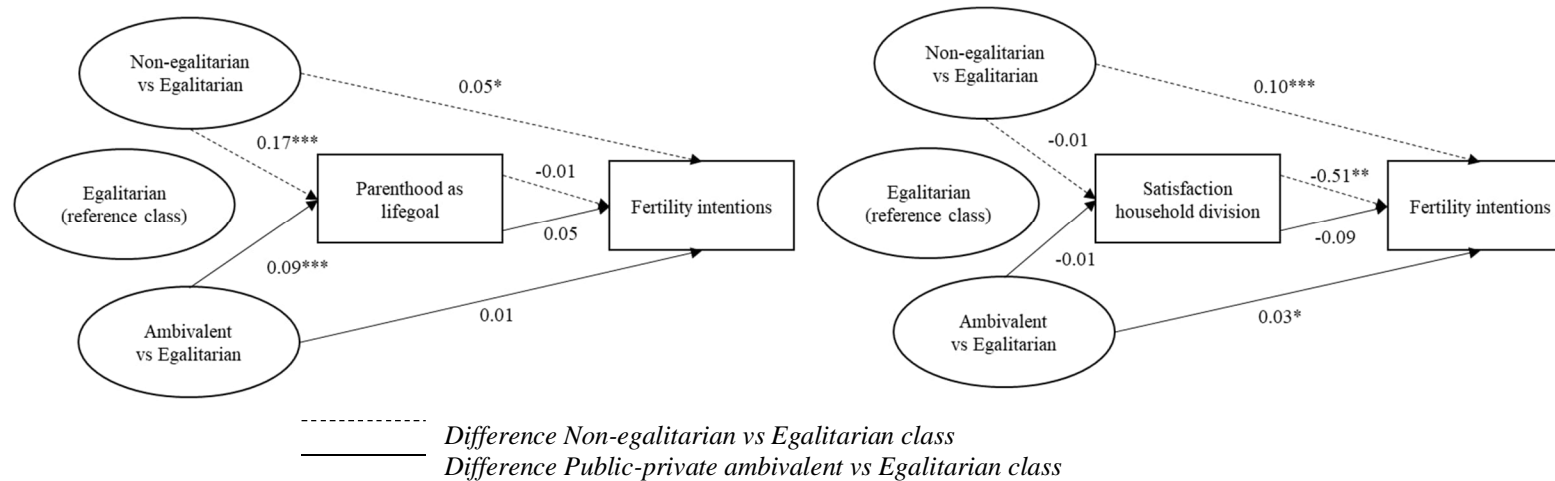 Non-egalitarian
vs Egalitarian
0.05*
0.17***
Egalitarian
(reference class)
Parenthood as
lifegoal
-0.01
0.05
Fertility intentions
0.09***
Ambivalent
vs Egalitarian
0.01
Non-egalitarian
vs Egalitarian
0.10***
-0.01
Egalitarian
(reference class)
Satisfaction
household division
-0.51**
-0.09
Fertility intentions
-0.01
Ambivalent
vs Egalitarian
0.03*
Difference Non-egalitarian vs Egalitarian class
Difference Public-private ambivalent vs Egalitarian class